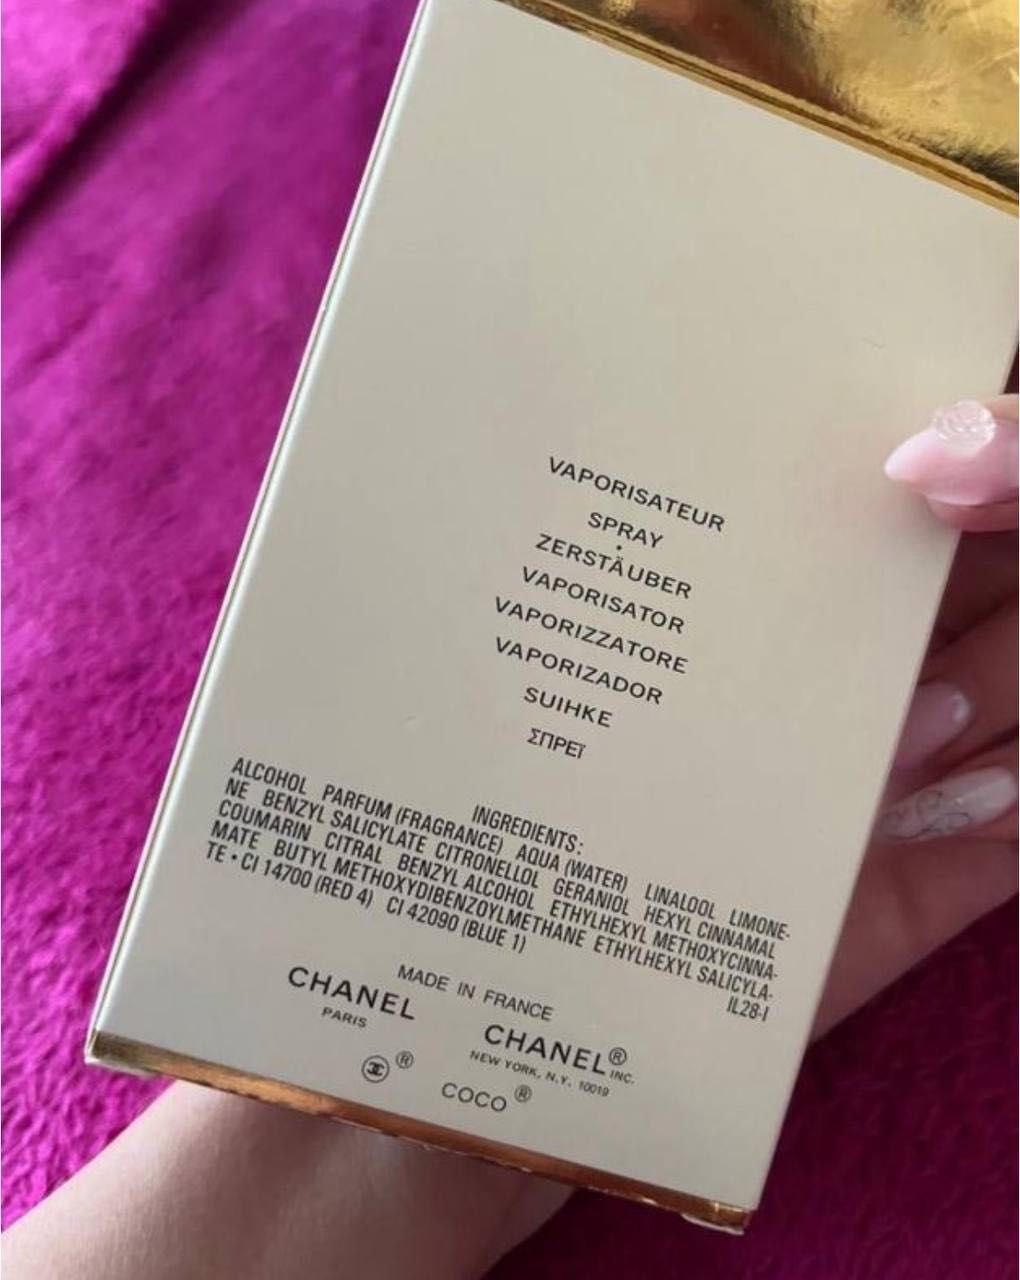 VAPORISATEUR
SPRAY
•
ZERSTÄUBER
VAPORISATOR
VAPORIZZATORE
VAPORIZADOR
SUIHKE
ΣΠΡΕΪ
INGREDIENTS:
ALCOHOL PARFUM (FRAGRANCE) AQUA (WATER) LINALOOL LIMONE-
NE BENZYL SALICYLATE CITRONELLOL GERANIOL HEXYL CINNAMAL
COUMARIN CITRAL BENZYL ALCOHOL ETHYLHEXYL METHOXYCINNA-
MATE BUTYL METHOXYDIBENZOYLMETHANE ETHYLHEXYL SALICYLA-
TE • CI 14700 (RED 4) CI 42090 (BLUE 1) IL28-I
MADE IN FRANCE
CHANEL
PARIS
CHANEL® INC.
NEW YORK, N.Y. 10019
®
COCO®